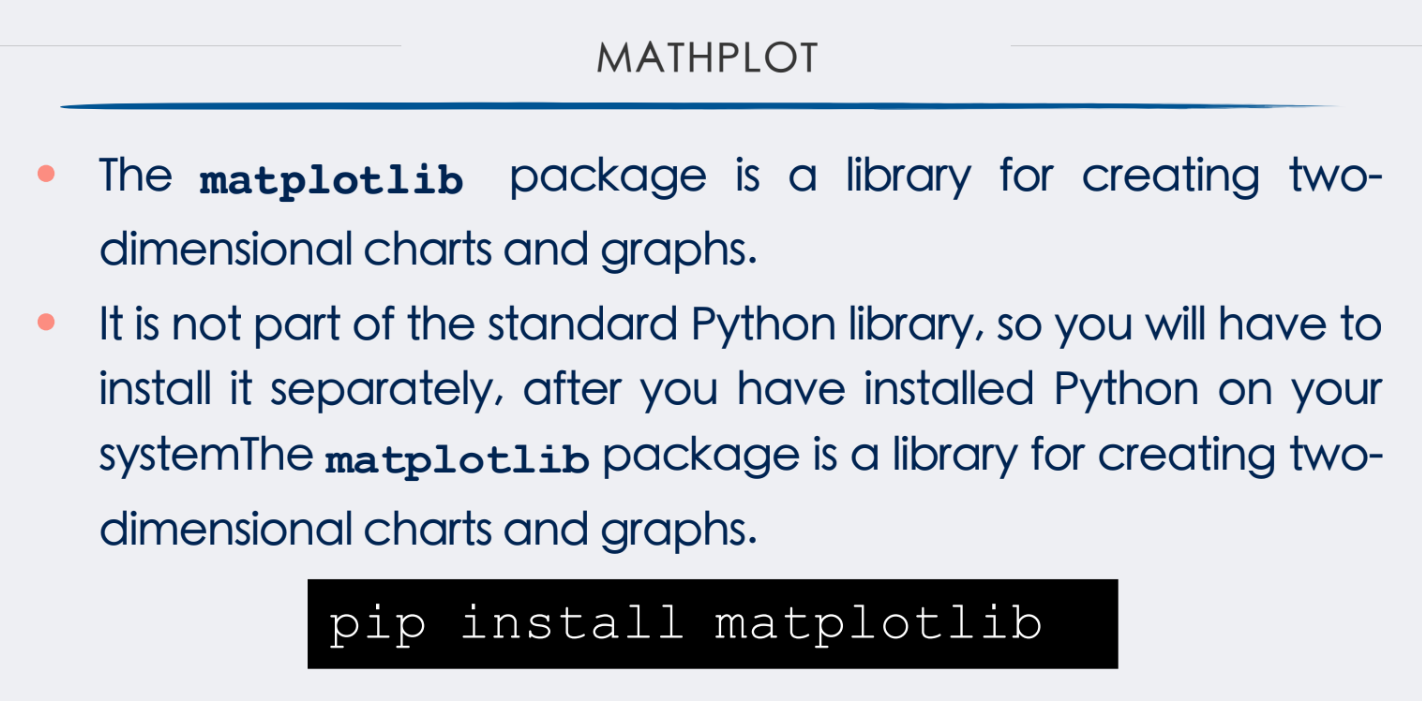 MATHPLOT
The matplotlib package is a library for creating two-
dimensional charts and graphs.
It is not part of the standard Python library, so you will have to
install it separately, after you have installed Python on your
systemThe matplotlib package is a library for creating two-
dimensional charts and graphs.
pip install matplotlib